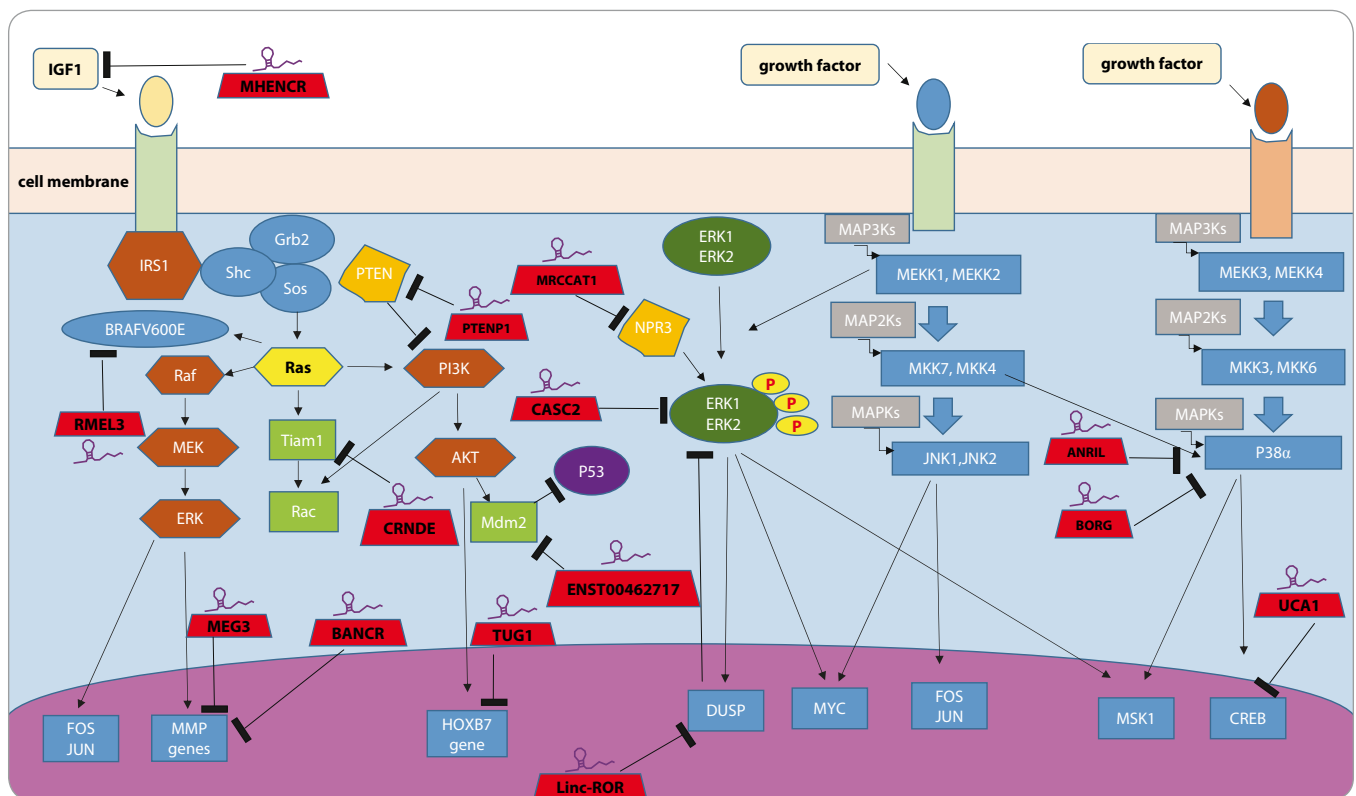 IGF1
MHENCR
growth factor
growth factor
cell membrane
MAP3Ks
MAP3Ks
Grb2
ERK1
ERK2
IRS1
Shc
PTEN
MEKK1, MEKK2
MEKK3, MEKK4
Sos
MRCCAT1
BRAFV600E
PTENP1
NPR3
MAP2Ks
MAP2Ks
Raf
Ras
PI3K
MKK7, MKK4
MKK3, MKK6
P
P
P
CASC2
ERK1
ERK2
MAPKs
MAPKs
RMEL3
MEK
Tiam1
AKT
P53
JNK1,JNK2
ANRIL
P38α
ERK
Rac
CRNDE
Mdm2
BORG
ENST00462717
UCA1
MEG3
BANCR
TUG1
FOS
JUN
MMP
genes
HOXB7
gene
DUSP
MYC
FOS
JUN
MSK1
CREB
Linc-ROR